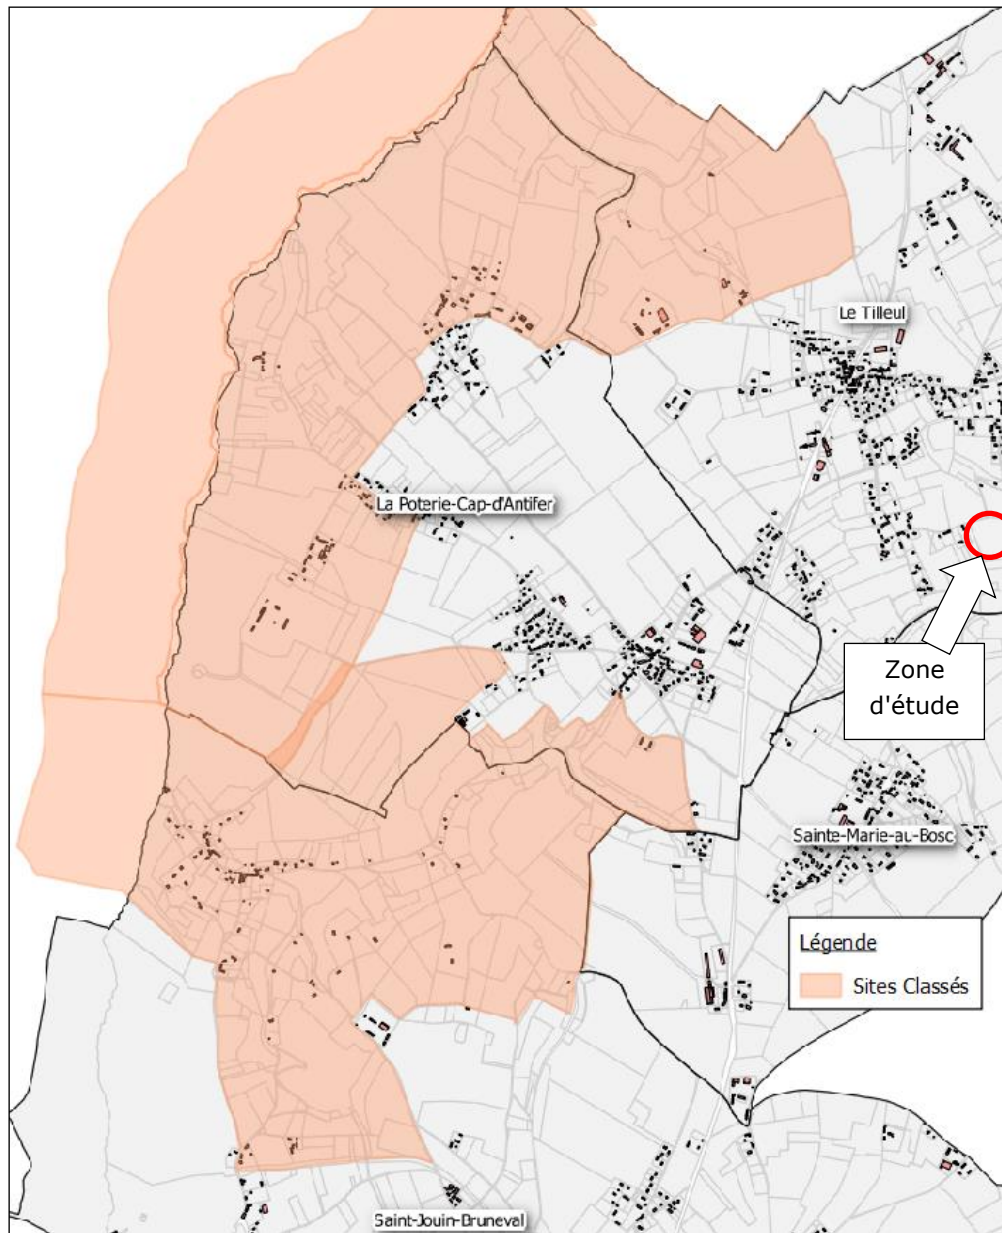 Le Tilleul
La Poterie-Cap-d'Antifer
Zone
d'étude
Sainte-Marie-au-Bosc
Légende
Sites Classés
Saint-Jouin-Bruneval